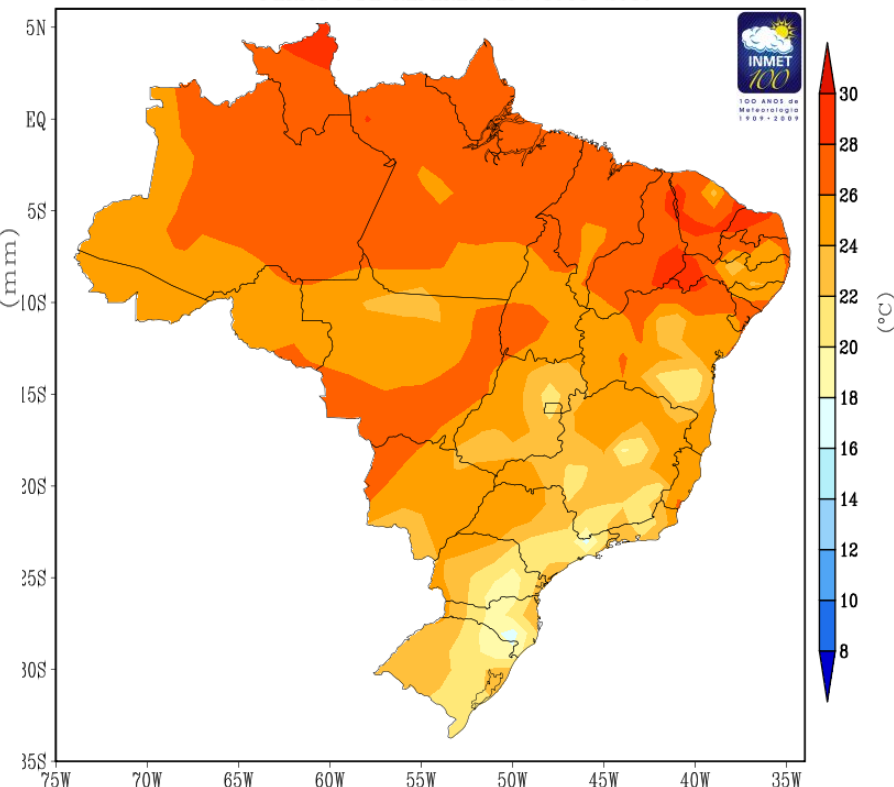 5N
EQ
5S
10S
15S
20S
25S
30S
35S
(mm)
75W 70W 65W 60W 55W 50W 45W 40W 35W
INMET
100
100 ANOS de
Meteorologia
1909 • 2009
30
28
26
24
22
20
18
16
14
12
10
8
(°C)